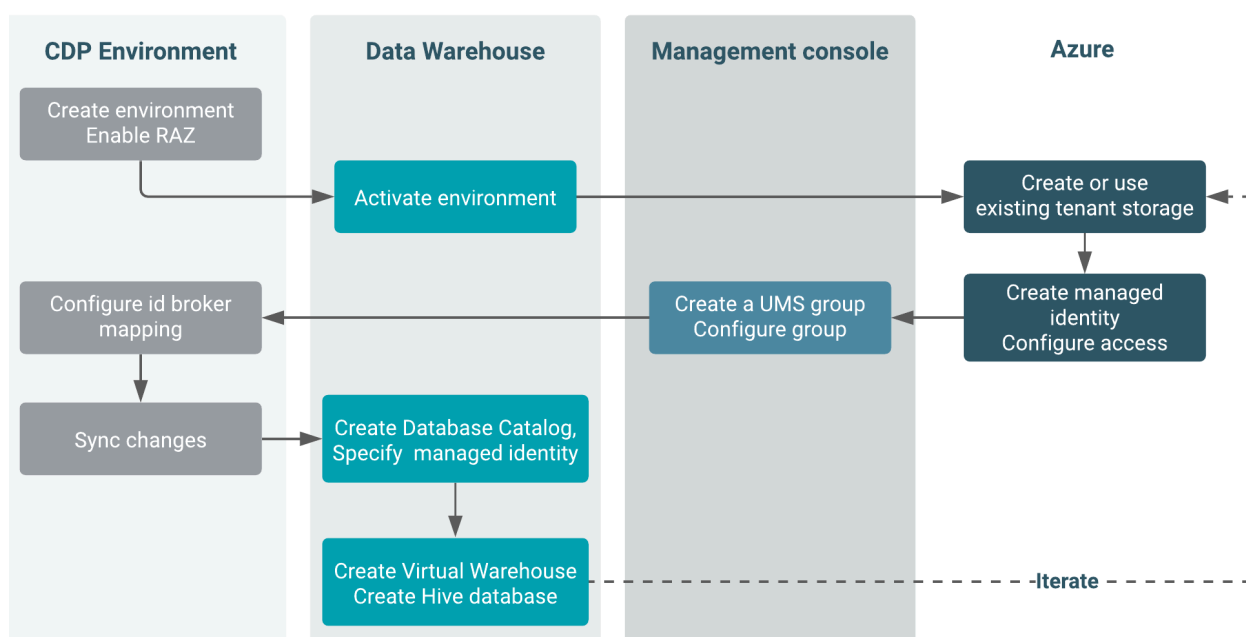 CDP Environment
Data Warehouse
Management console
Azure
Create environment
Enable RAZ
Activate environment
Create or use
existing tenant storage
Configure id broker
mapping
Create a UMS group
Configure group
Create managed
identity
Configure access
Sync changes
Create Database Catalog,
Specify managed identity
Create Virtual Warehouse
Create Hive database
Iterate